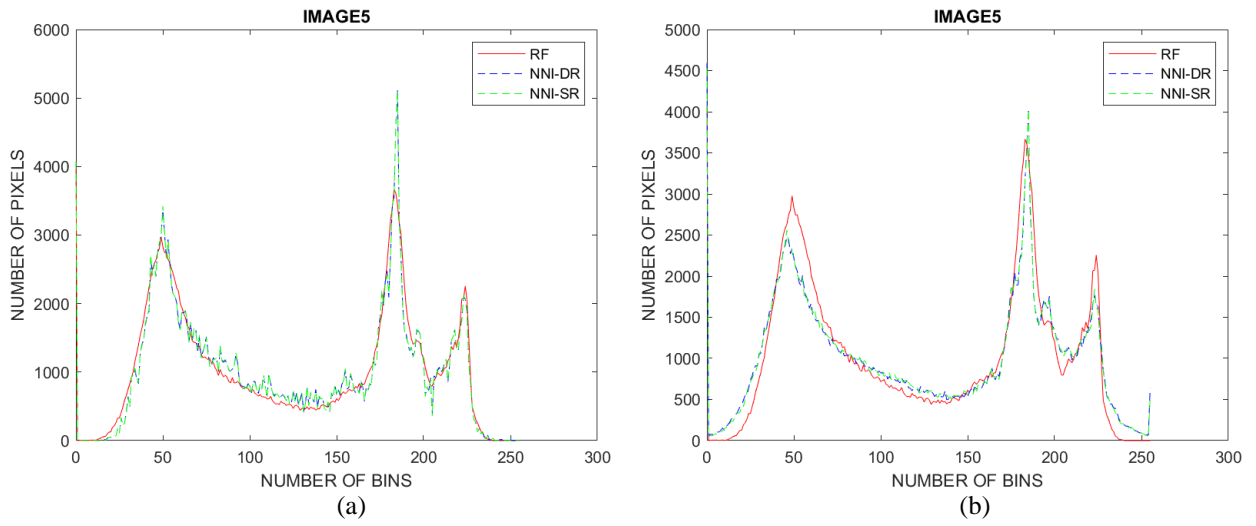 IMAGE5
6000
5000
4000
3000
2000
1000
0
0 50 100 150 200 250 300
NUMBER OF PIXELS
NUMBER OF BINS
RF
NNI-DR
NNI-SR
(a)
IMAGE5
5000
4500
4000
3500
3000
2500
2000
1500
1000
500
0
0 50 100 150 200 250 300
NUMBER OF PIXELS
NUMBER OF BINS
RF
NNI-DR
NNI-SR
(b)